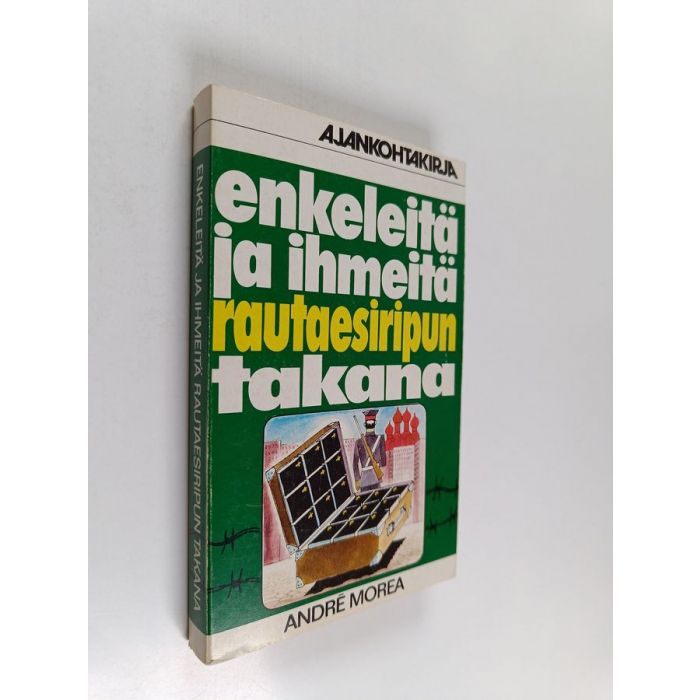 AJANKOHTAKIRJA
enkeleitä
ja ihmeitä
rautaesiripun
takana
ANDRÉ MOREA
ENKELEITÄ JA IHMEITÄ RAUTAESIRIPUN TAKANA